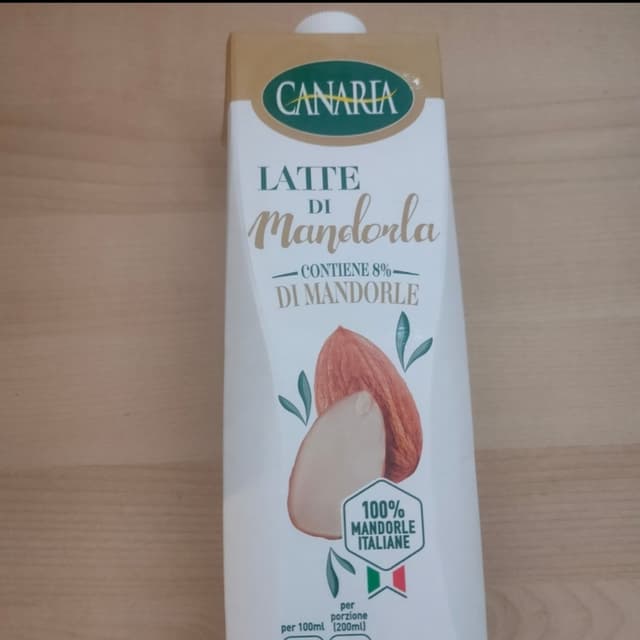 CANARIA
LATTE
DI
Mandorla
CONTIENE 8%
DI MANDORLE
100%
MANDORLE
ITALIANE
per 100ml
per
porzione
(200ml)